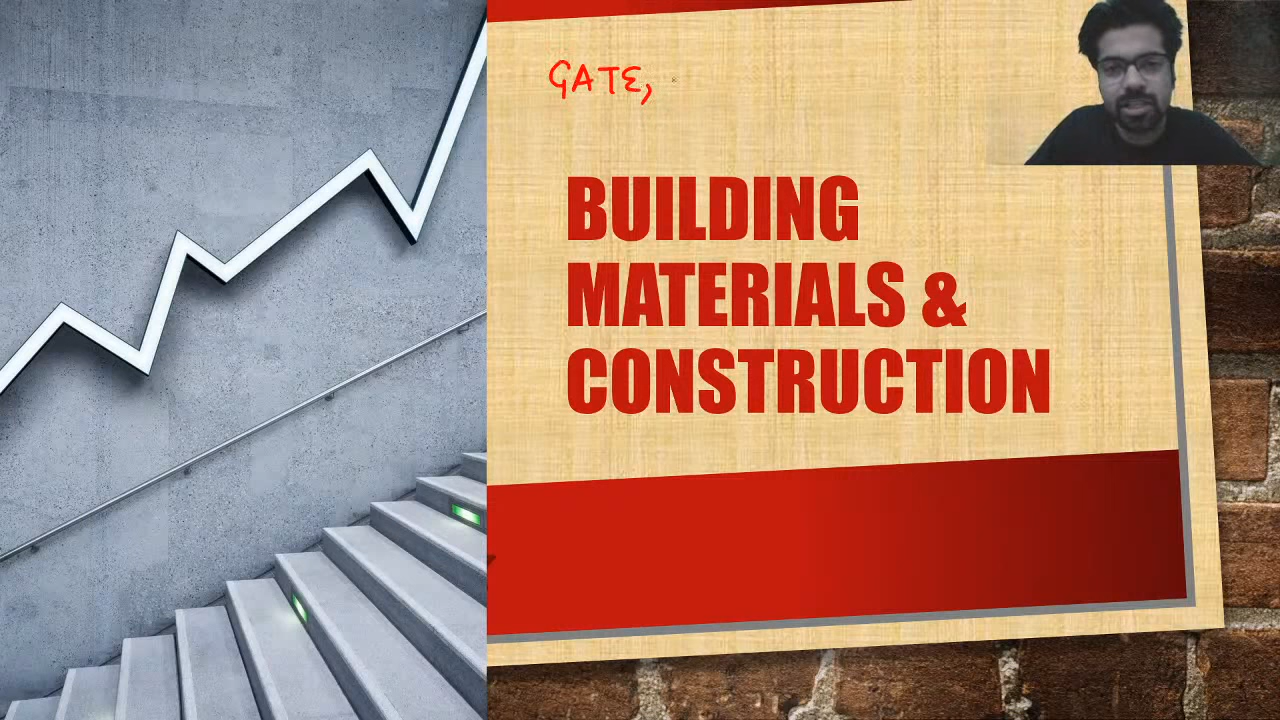 GATE,
BUILDING
MATERIALS &
CONSTRUCTION